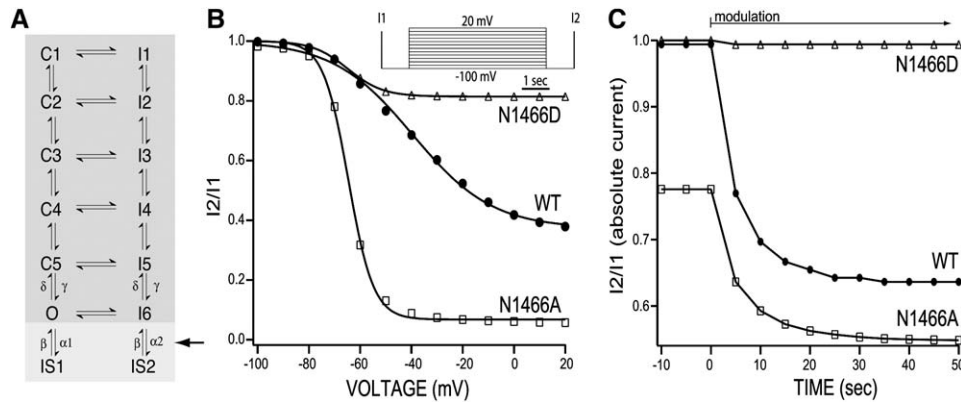 A
C1 I1
C2 I2
C3 I3
C4 I4
C5 I5
δ γ δ γ
O I6
β α1 β α2
IS1 IS2
B
I1 20 mV I2
-100 mV
1 sec
N1466D
WT
N1466A
I2/I1
1.0
0.8
0.6
0.4
0.2
0.0
-100 -80 -60 -40 -20 0 20
VOLTAGE (mV)
C
modulation
N1466D
WT
N1466A
I2/I1 (absolute current)
1.0
0.9
0.8
0.7
0.6
-10 0 10 20 30 40 50
TIME (sec)